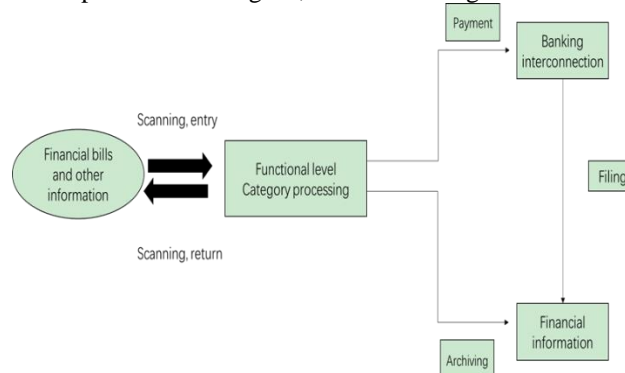 Payment
Banking
interconnection
Scanning, entry
Financial bills
and other
information
Functional level
Category processing
Filing
Scanning, return
Financial
information
Archiving